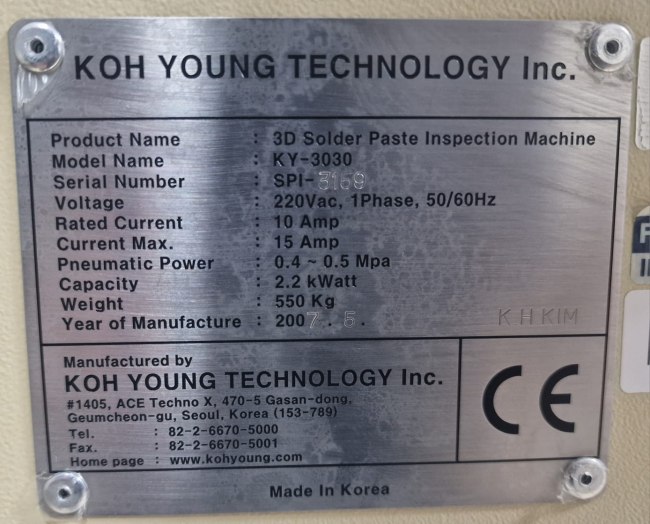 KOH YOUNG TECHNOLOGY Inc.
Product Name : 3D Solder Paste Inspection Machine
Model Name : KY-3030
Serial Number : SPI-3159
Voltage : 220Vac, 1Phase, 50/60Hz
Rated Current : 10 Amp
Current Max. : 15 Amp
Pneumatic Power : 0.4 ~ 0.5 Mpa
Capacity : 2.2 kWatt
Weight : 550 Kg
Year of Manufacture : 2007. 5.
K H KIM
Manufactured by
KOH YOUNG TECHNOLOGY Inc.
#1405, ACE Techno X, 470-5 Gasan-dong,
Geumcheon-gu, Seoul, Korea (153-789)
Tel. : 82-2-6670-5000
Fax. : 82-2-6670-5001
Home page : www.kohyoung.com
CE
Made In Korea